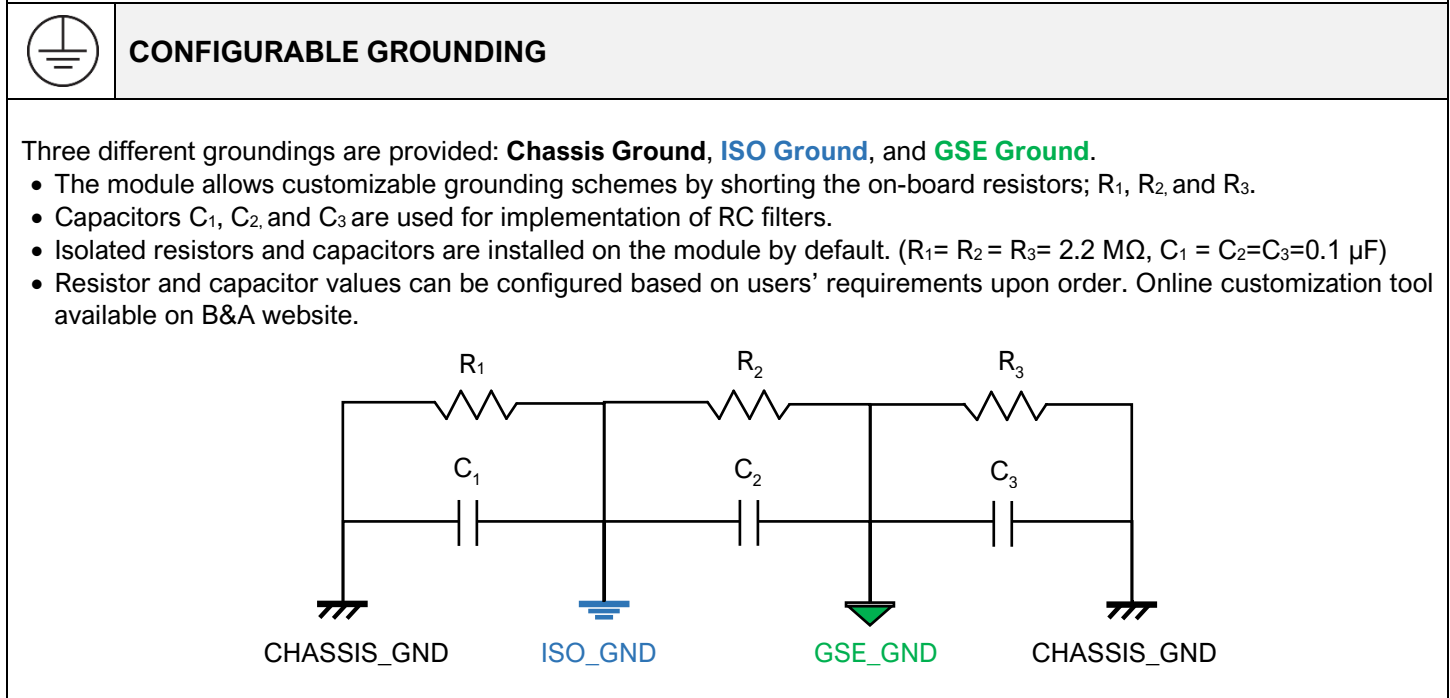 CONFIGURABLE GROUNDING
Three different groundings are provided: Chassis Ground, ISO Ground, and GSE Ground.
• The module allows customizable grounding schemes by shorting the on-board resistors; R₁, R₂, and R₃.
• Capacitors C₁, C₂, and C₃ are used for implementation of RC filters.
• Isolated resistors and capacitors are installed on the module by default. (R₁= R₂ = R₃= 2.2 MΩ, C₁ = C₂=C₃=0.1 µF)
• Resistor and capacitor values can be configured based on users’ requirements upon order. Online customization tool
available on B&A website.
R₁ R₂ R₃
C₁ C₂ C₃
CHASSIS_GND ISO_GND GSE_GND CHASSIS_GND